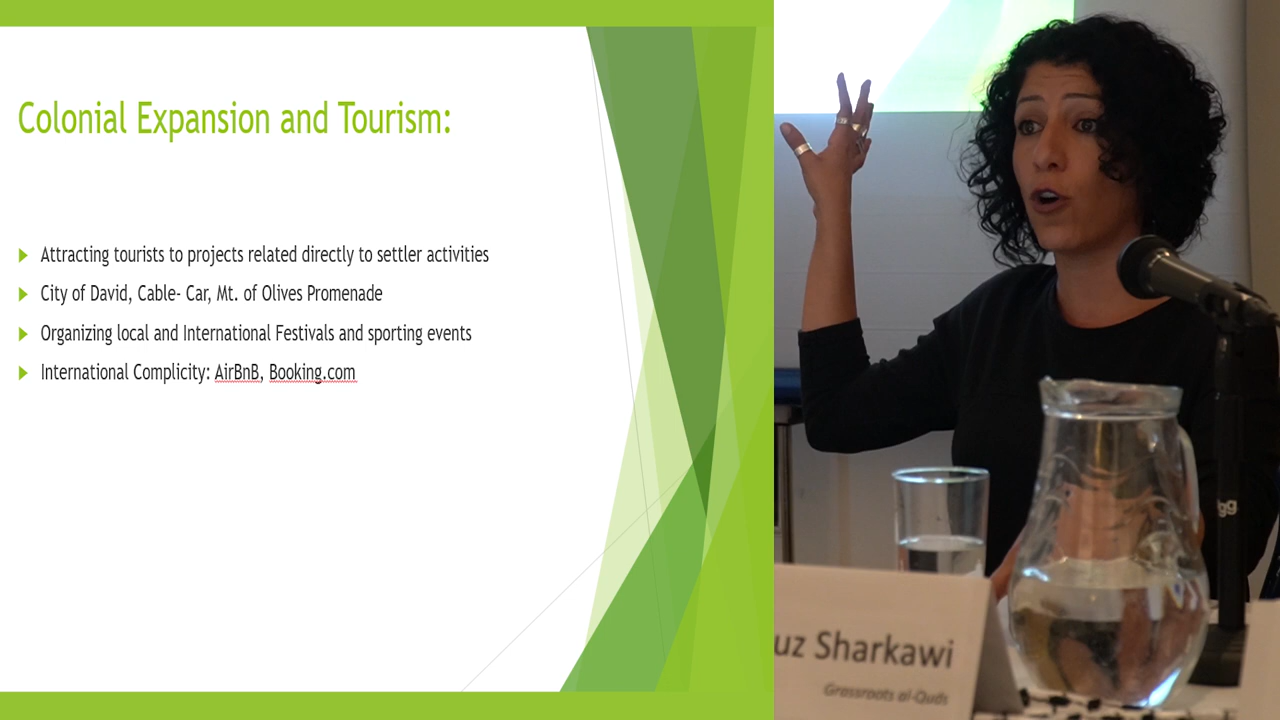 Colonial Expansion and Tourism:
Attracting tourists to projects related directly to settler activities
City of David, Cable- Car, Mt. of Olives Promenade
Organizing local and International Festivals and sporting events
International Complicity: AirBnB, Booking.com
uz Sharkawi
Grassroots al-Quds